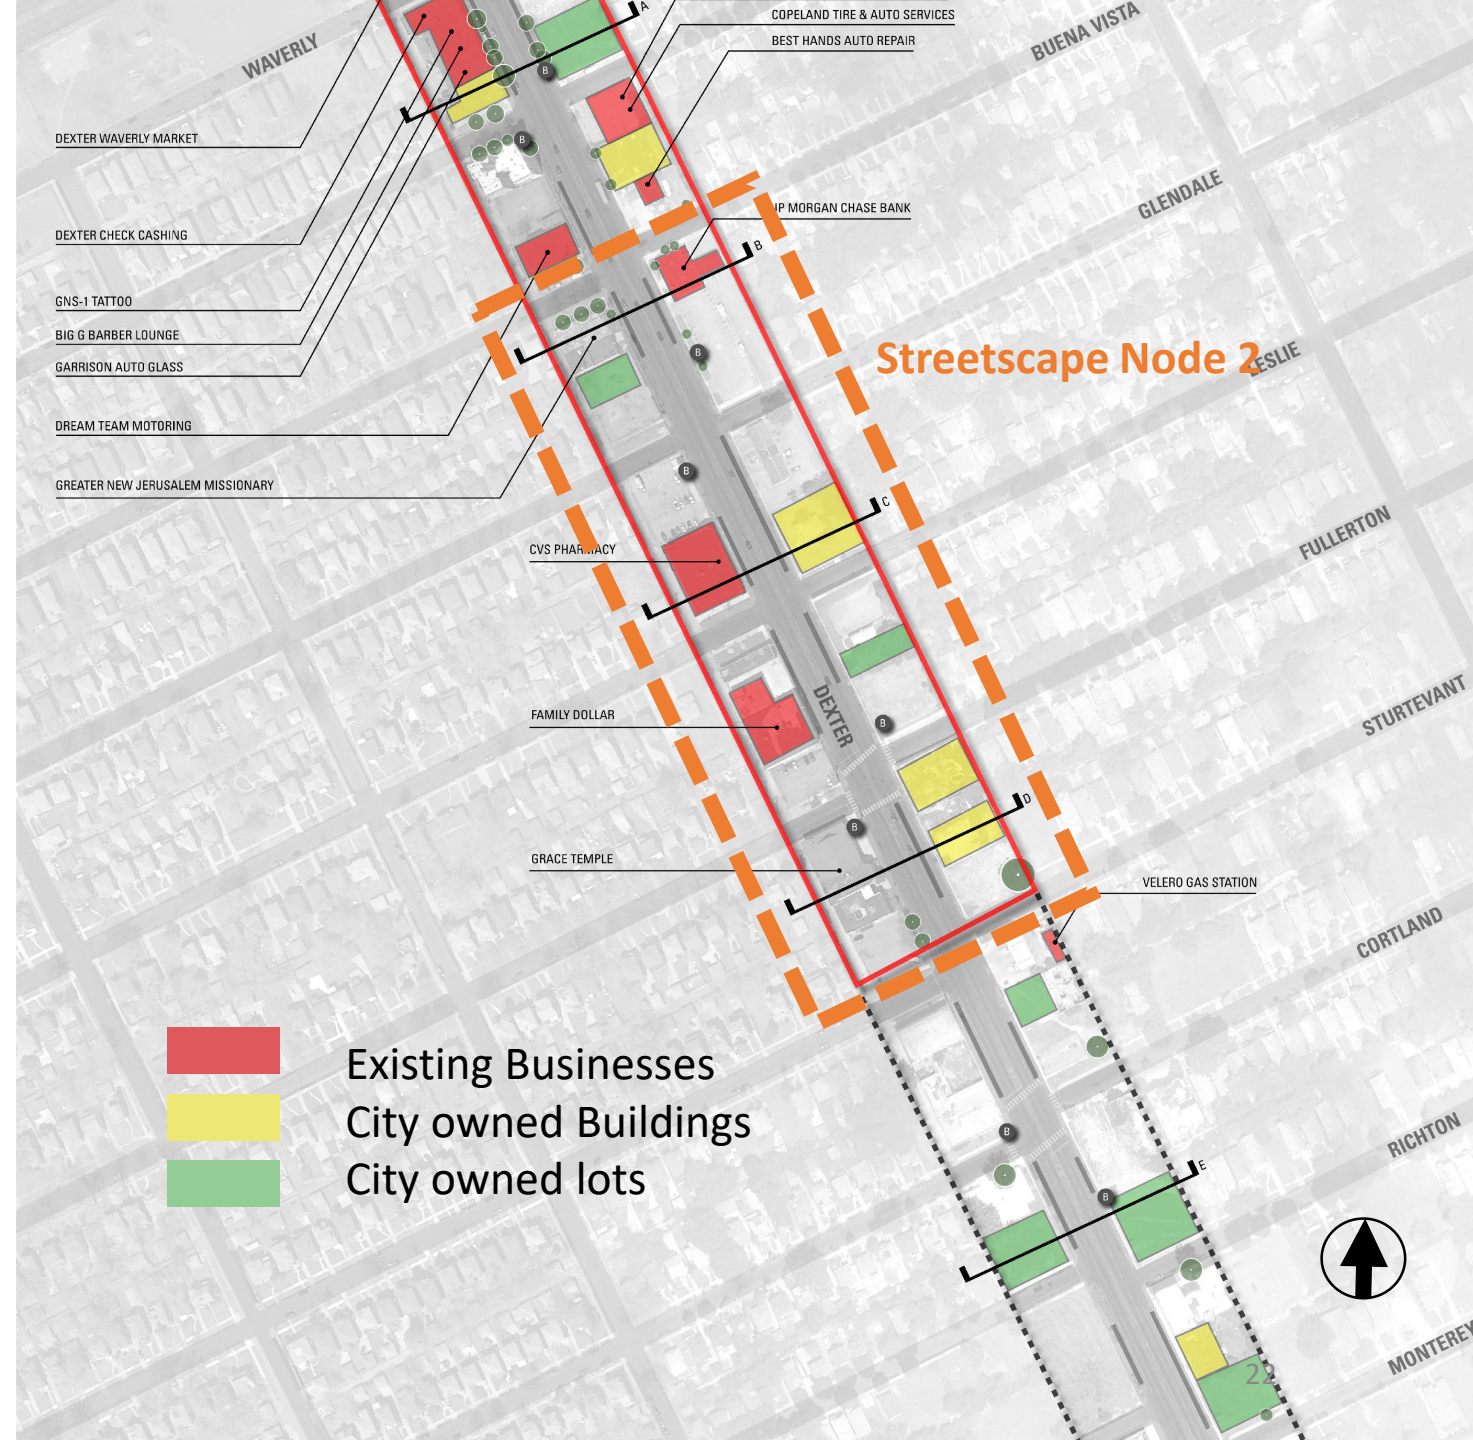 COPELAND TIRE & AUTO SERVICES
BEST HANDS AUTO REPAIR
WAVERLY
BUENA VISTA
A
B
DEXTER WAVERLY MARKET
B
GLENDALE
JP MORGAN CHASE BANK
DEXTER CHECK CASHING
B
GNS-1 TATTOO
BIG G BARBER LOUNGE
GARRISON AUTO GLASS
Streetscape Node 2
LESLIE
B
DREAM TEAM MOTORING
GREATER NEW JERUSALEM MISSIONARY
B
C
FULLERTON
CVS PHARMACY
STURTEVANT
FAMILY DOLLAR
DEXTER
B
D
B
GRACE TEMPLE
VELERO GAS STATION
CORTLAND
Existing Businesses
City owned Buildings
City owned lots
B
RICHTON
E
B
MONTEREY
22